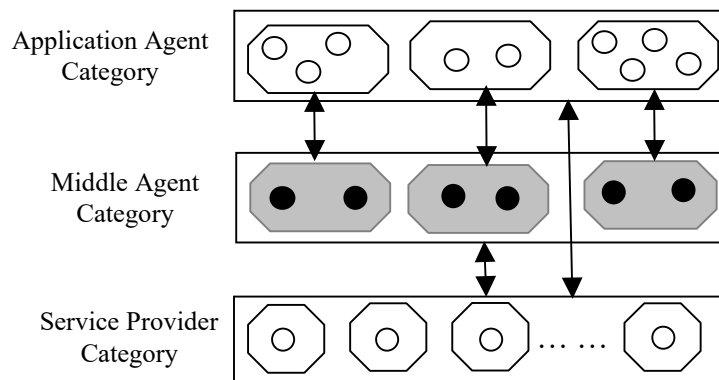 Application Agent
Category
Middle Agent
Category
Service Provider
Category
... ...